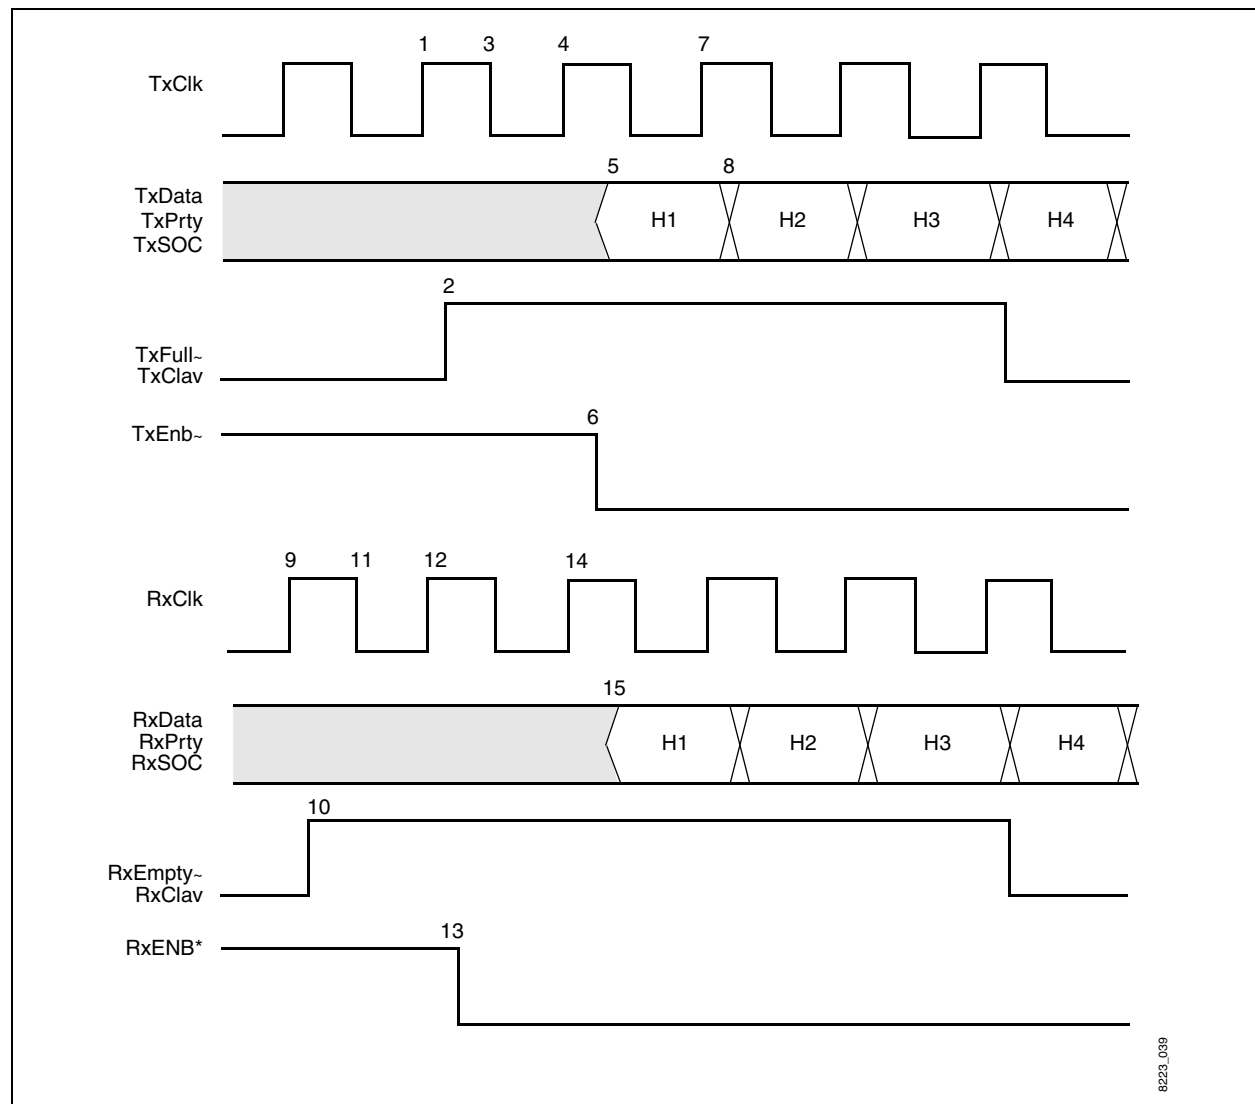 1 3 4 7
TxClk
5 8
TxData
TxPrty
TxSOC
H1 H2 H3 H4
2
TxFull~
TxClav
6
TxEnb~
9 11 12 14
RxClk
15
RxData
RxPrty
RxSOC
H1 H2 H3 H4
10
RxEmpty~
RxClav
13
RxENB*
8223_039